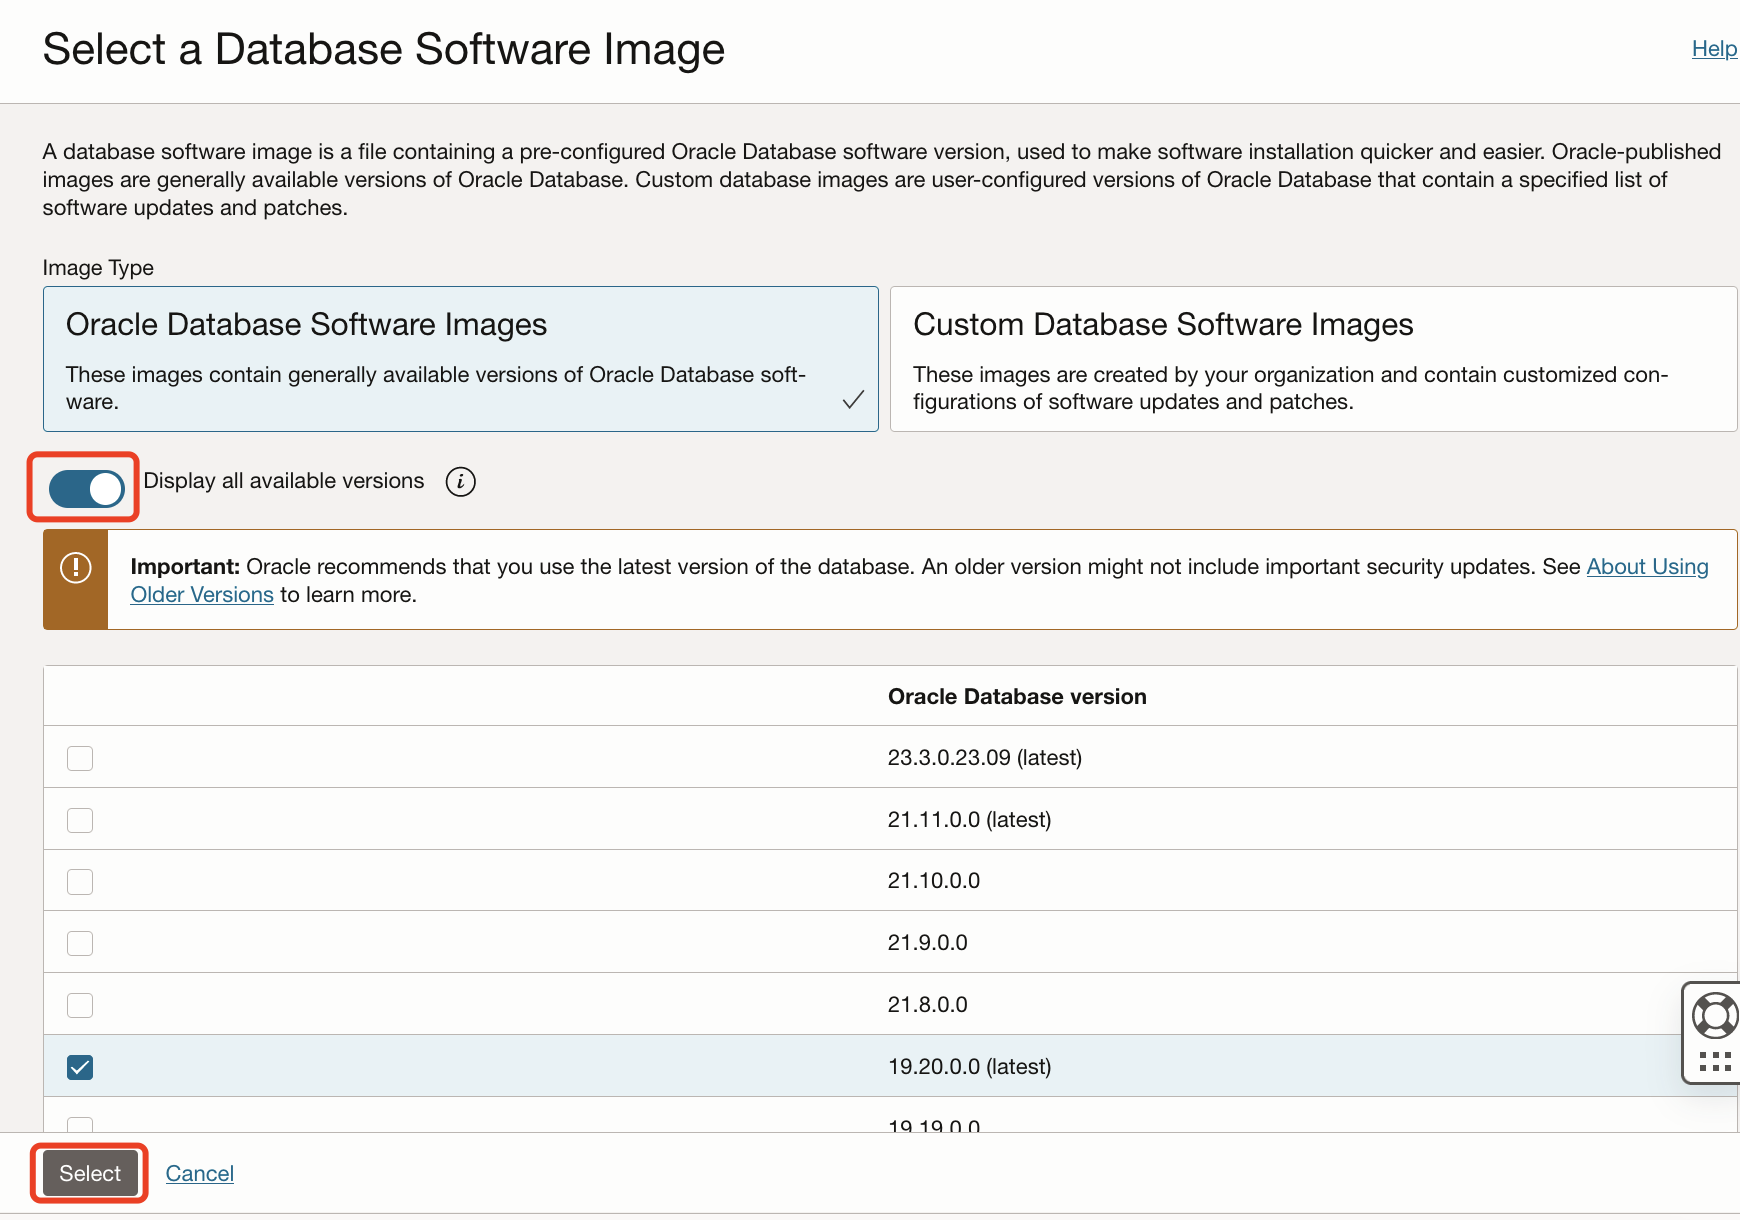 Select a Database Software Image
Help
A database software image is a file containing a pre-configured Oracle Database software version, used to make software installation quicker and easier. Oracle-published
images are generally available versions of Oracle Database. Custom database images are user-configured versions of Oracle Database that contain a specified list of
software updates and patches.
Image Type
Oracle Database Software Images
These images contain generally available versions of Oracle Database soft-
ware.
Custom Database Software Images
These images are created by your organization and contain customized con-
figurations of software updates and patches.
Display all available versions
Important: Oracle recommends that you use the latest version of the database. An older version might not include important security updates. See About Using
Older Versions to learn more.
Oracle Database version
23.3.0.23.09 (latest)
21.11.0.0 (latest)
21.10.0.0
21.9.0.0
21.8.0.0
19.20.0.0 (latest)
19.19.0.0
Select
Cancel